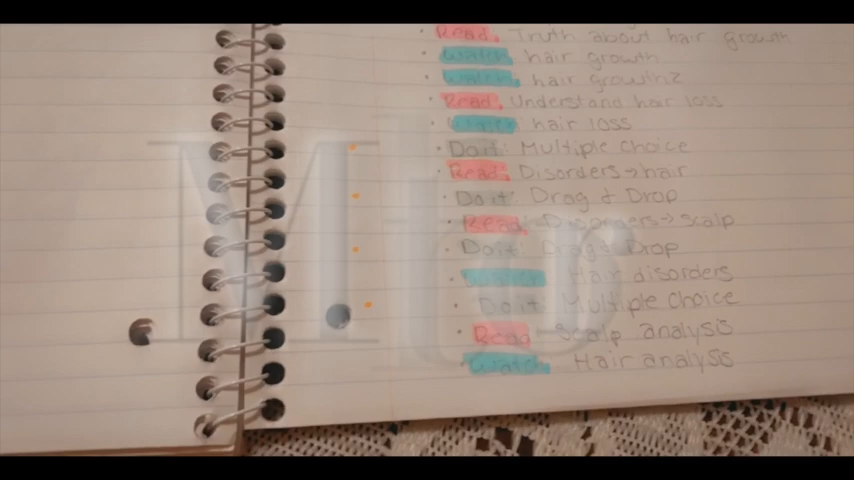 Read: Truth about hair growth
Watch: hair growth
Watch: hair growth2
Read: Understand hair loss
Watch: hair loss
Do it: Multiple Choice
Read: Disorders→hair
Do it: Drag & Drop
Read: Disorders→scalp
Do it: Drag & Drop
Watch: Hair disorders
Do it: Multiple Choice
Read: Scalp analysis
Watch: Hair analysis